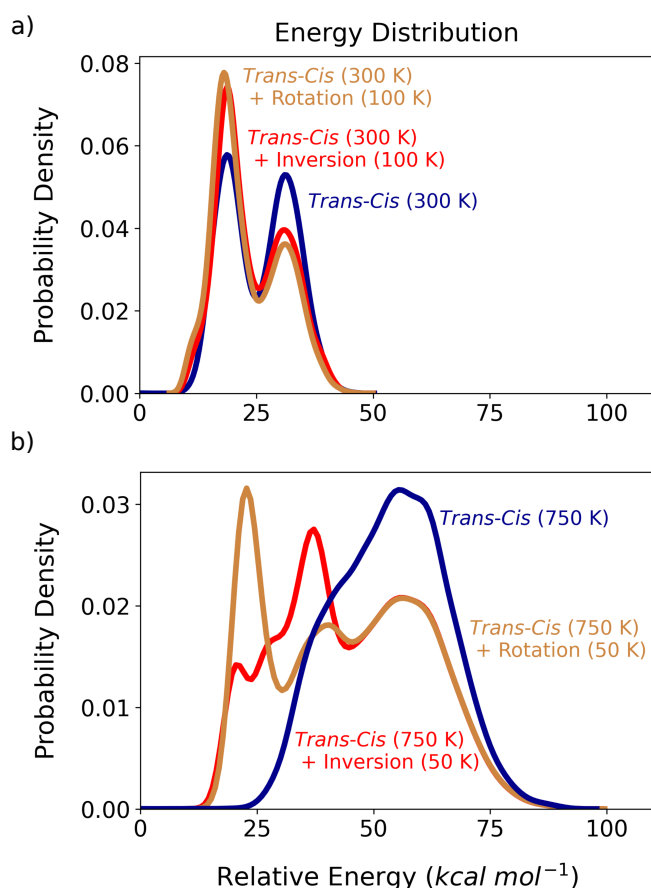 a)
Energy Distribution
Probability Density
0.08
0.06
0.04
0.02
0.00
Trans-Cis (300 K)
+ Rotation (100 K)
Trans-Cis (300 K)
+ Inversion (100 K)
Trans-Cis (300 K)
0
25
50
75
100
b)
Probability Density
0.03
0.02
0.01
0.00
Trans-Cis (750 K)
Trans-Cis (750 K)
+ Rotation (50 K)
Trans-Cis (750 K)
+ Inversion (50 K)
0
25
50
75
100
Relative Energy (kcal mol⁻¹)